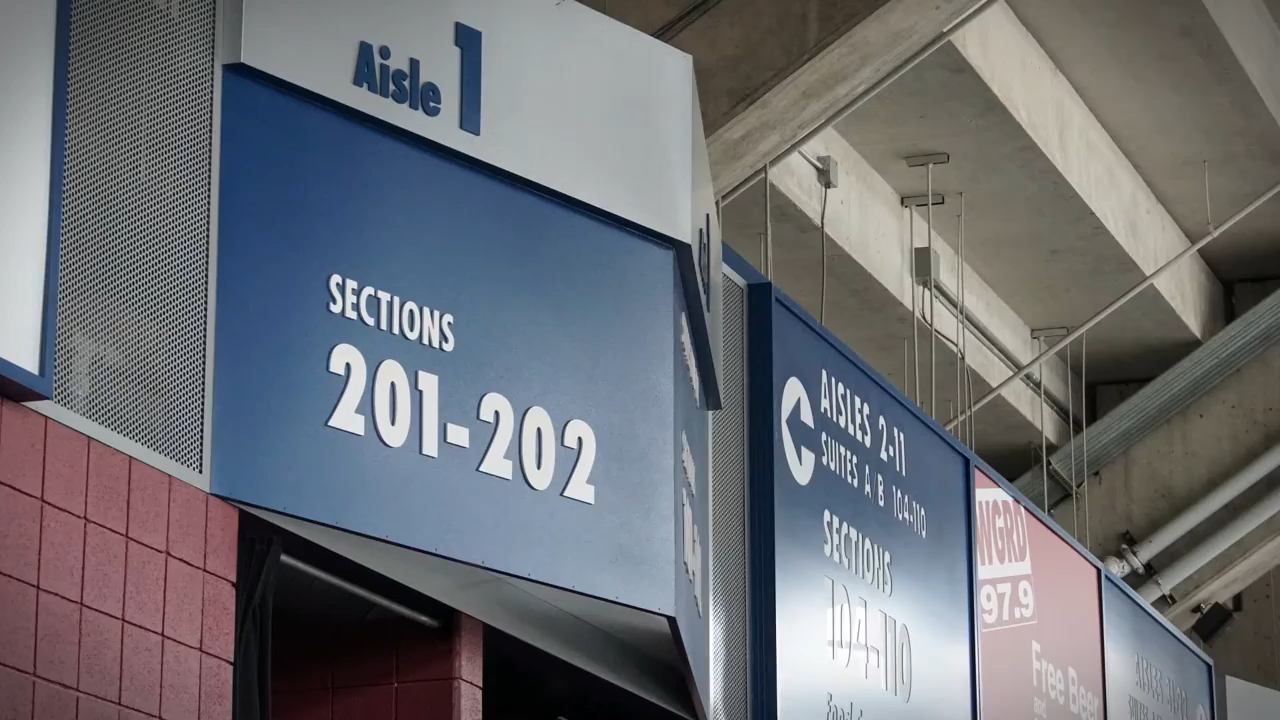 Aisle 1
SECTIONS
201-202
AISLES 2-11
SUITES A/B 104-110
SECTIONS
104-110
WGRD
97.9
Free Beer
and